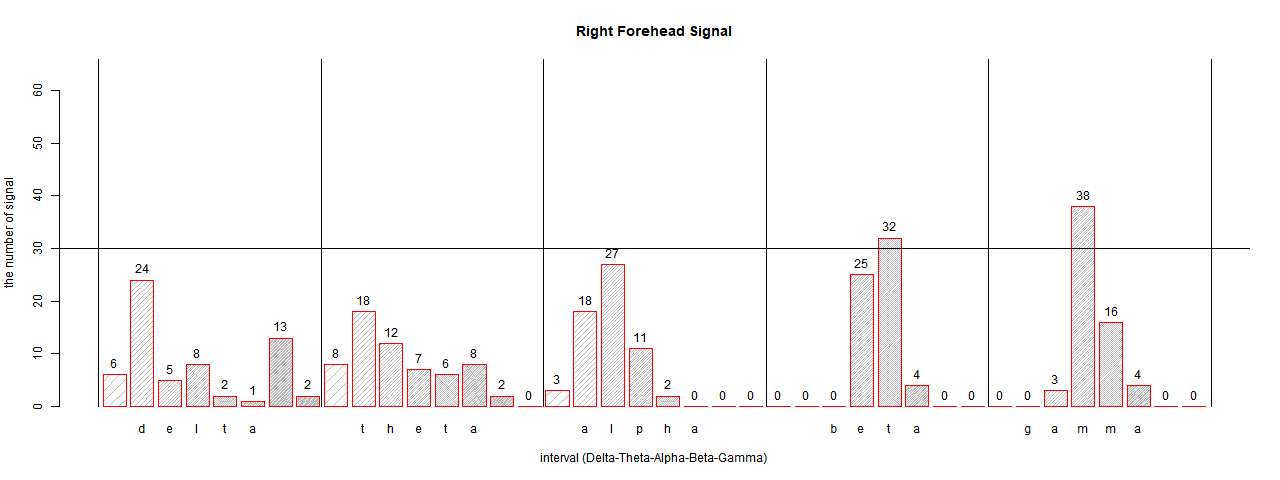 Right Forehead Signal
the number of signal
60
50
40
30
20
10
0
6 24 5 8 2 1 13 2 8 18 12 7 6 8 2 0 3 18 27 11 2 0 0 0 0 0 0 25 32 4 0 0 0 0 3 38 16 4 0 0
d e l t a t h e t a a l p h a b e t a g a m m a
interval (Delta-Theta-Alpha-Beta-Gamma)